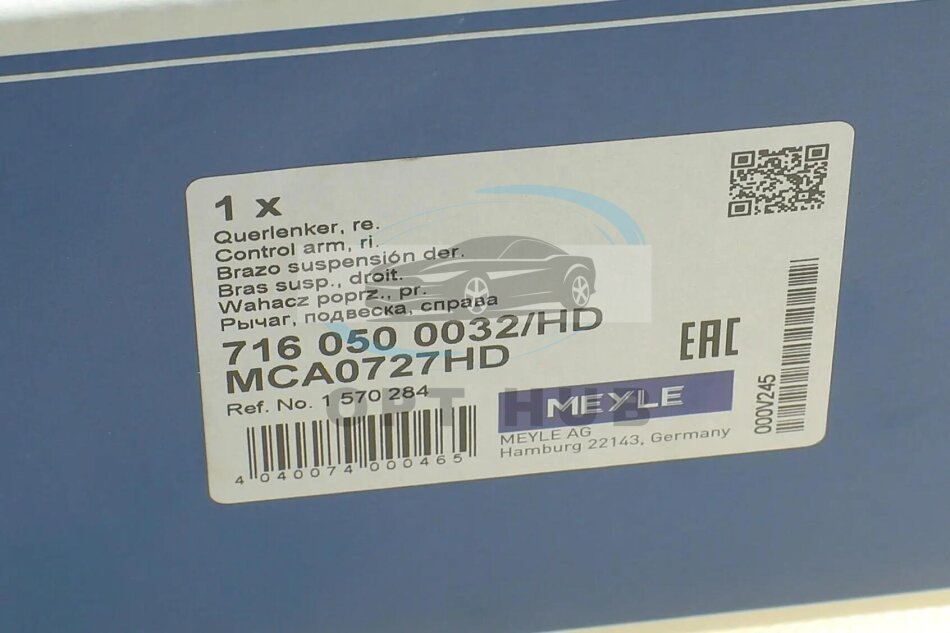 1 x
Querlenker, re.
Control arm, ri.
Brazo suspensión der.
Bras susp., droit.
Wahacz poprz., pr.
Рычаг, подвеска, справа
716 050 0032/HD
MCA0727HD
Ref. No. 1 570 284
4 040074 000465
EAC
MEYLE
MEYLE AG
Hamburg 22143, Germany
000V245
OPT HUB